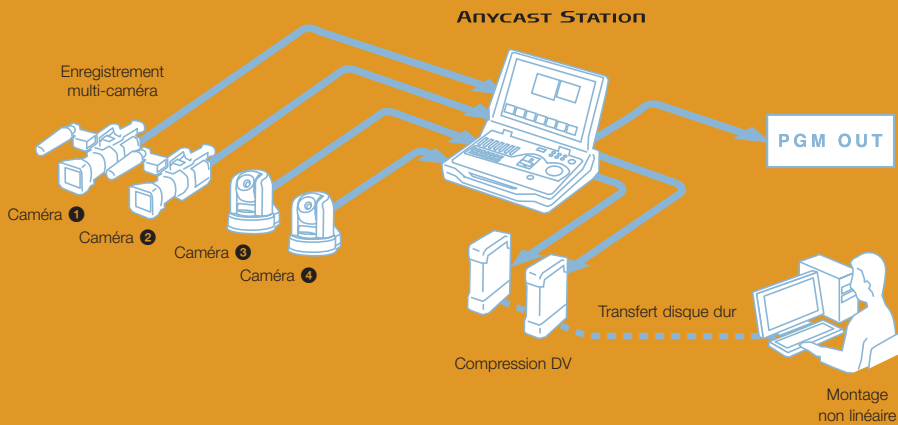 Anycast Station
Enregistrement
multi-caméra
PGM OUT
Caméra 1
Caméra 2
Caméra 3
Caméra 4
Transfert disque dur
Compression DV
Montage
non linéaire